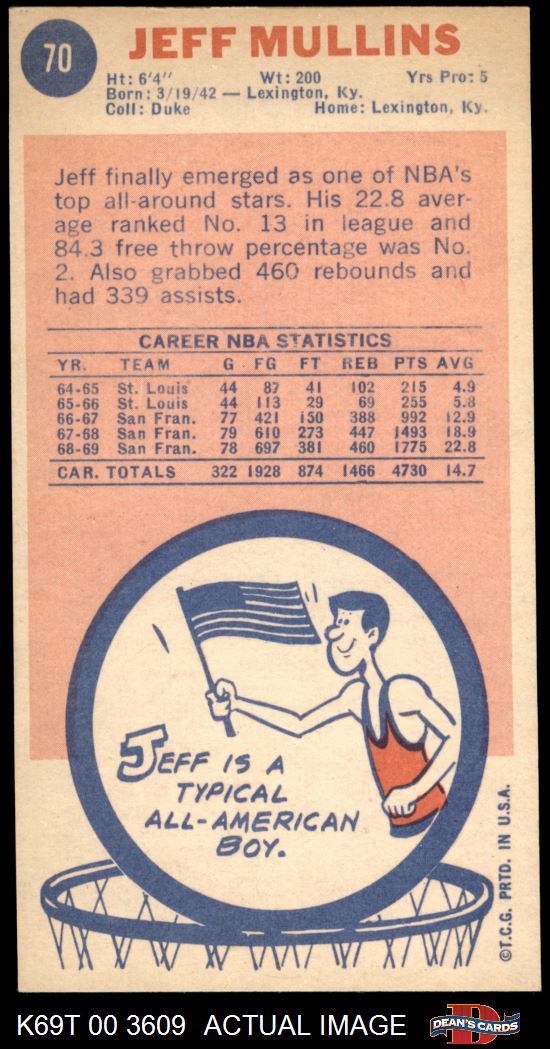 70
JEFF MULLINS
Ht: 6'4" Wt: 200 Yrs Pro: 5
Born: 3/19/42 — Lexington, Ky.
Coll: Duke Home: Lexington, Ky.
Jeff finally emerged as one of NBA's
top all-around stars. His 22.8 aver-
age ranked No. 13 in league and
84.3 free throw percentage was No.
2. Also grabbed 460 rebounds and
had 339 assists.
CAREER NBA STATISTICS
YR. TEAM G FG FT REB PTS AVG
64-65 St. Louis 44 87 41 102 215 4.9
65-66 St. Louis 44 113 29 69 255 5.8
66-67 San Fran. 77 421 150 388 992 12.9
67-68 San Fran. 79 610 273 447 1493 18.9
68-69 San Fran. 78 697 381 460 1775 22.8
CAR. TOTALS 322 1928 874 1466 4730 14.7
JEFF IS A
TYPICAL
ALL-AMERICAN
BOY.
©T.C.G. PRTD. IN U.S.A.
K69T 00 3609 ACTUAL IMAGE
D
DEAN'S CARDS